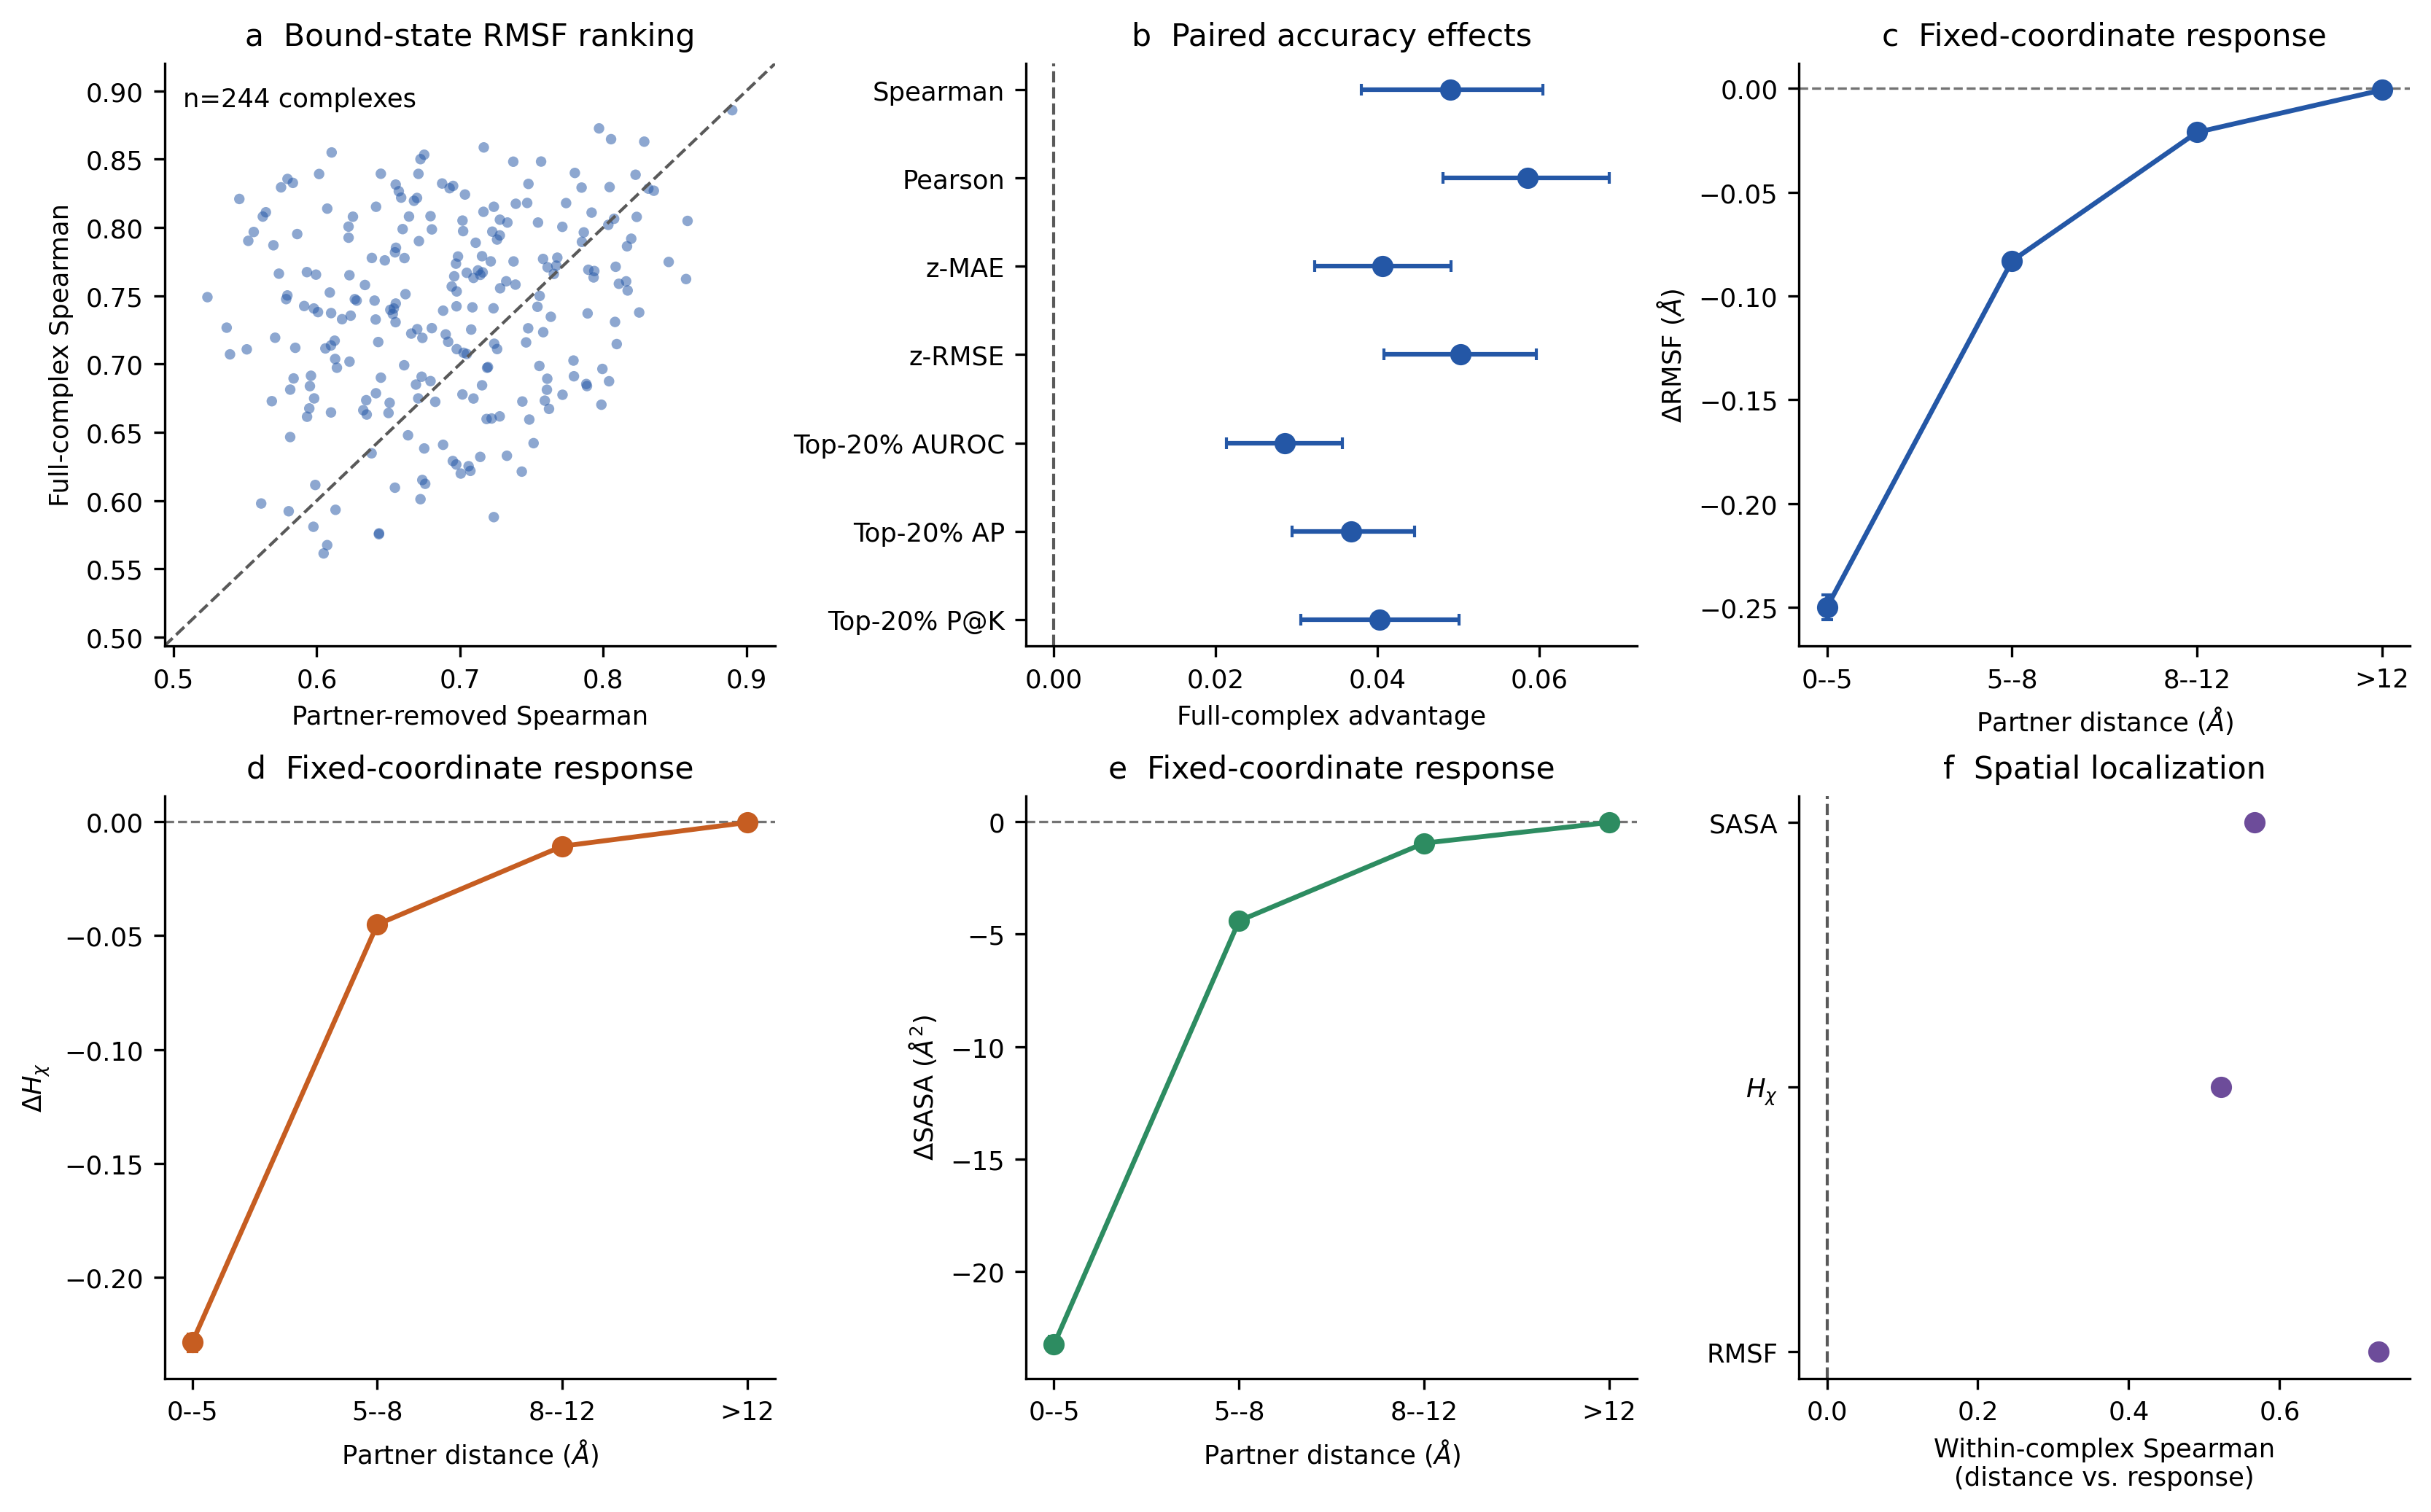 a  Bound-state RMSF ranking
n=244 complexes
Full-complex Spearman
0.90
0.85
0.80
0.75
0.70
0.65
0.60
0.55
0.50
0.5 0.6 0.7 0.8 0.9
Partner-removed Spearman
b  Paired accuracy effects
Spearman
Pearson
z-MAE
z-RMSE
Top-20% AUROC
Top-20% AP
Top-20% P@K
0.00 0.02 0.04 0.06
Full-complex advantage
c  Fixed-coordinate response
ΔRMSF (Å)
0.00
−0.05
−0.10
−0.15
−0.20
−0.25
0--5 5--8 8--12 >12
Partner distance (Å)
d  Fixed-coordinate response
ΔHχ
0.00
−0.05
−0.10
−0.15
−0.20
0--5 5--8 8--12 >12
Partner distance (Å)
e  Fixed-coordinate response
ΔSASA (Å²)
0
−5
−10
−15
−20
0--5 5--8 8--12 >12
Partner distance (Å)
f  Spatial localization
SASA
Hχ
RMSF
0.0 0.2 0.4 0.6
Within-complex Spearman
(distance vs. response)